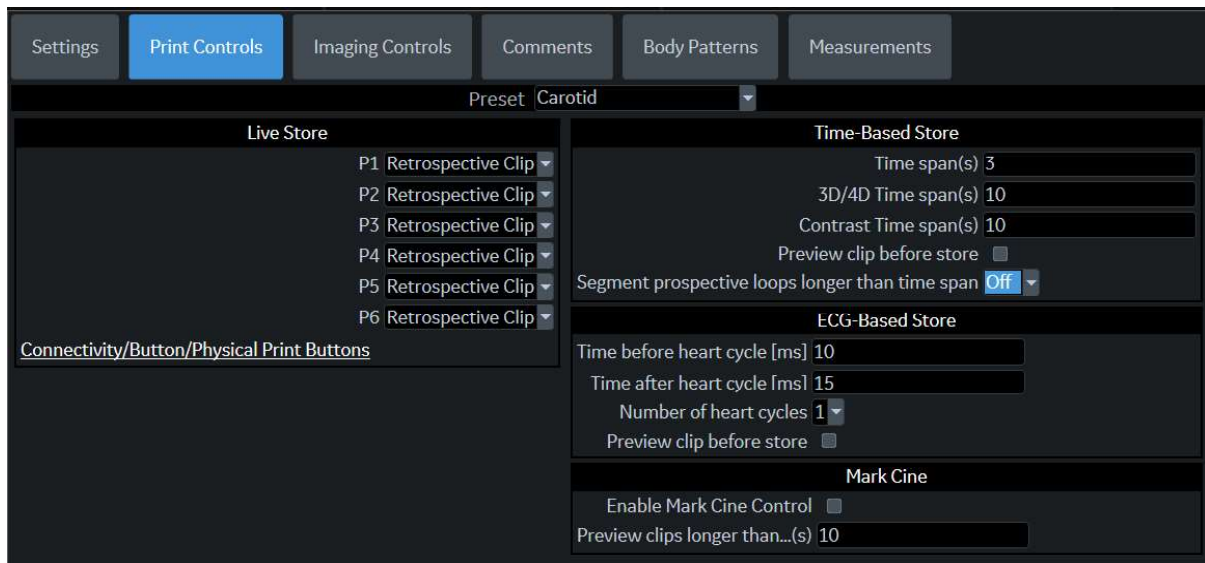 Settings
Print Controls
Imaging Controls
Comments
Body Patterns
Measurements
Preset Carotid
Live Store
P1 Retrospective Clip
P2 Retrospective Clip
P3 Retrospective Clip
P4 Retrospective Clip
P5 Retrospective Clip
P6 Retrospective Clip
Connectivity/Button/Physical Print Buttons
Time-Based Store
Time span(s) 3
3D/4D Time span(s) 10
Contrast Time span(s) 10
Preview clip before store
Segment prospective loops longer than time span Off
ECG-Based Store
Time before heart cycle [ms] 10
Time after heart cycle [ms] 15
Number of heart cycles 1
Preview clip before store
Mark Cine
Enable Mark Cine Control
Preview clips longer than...(s) 10